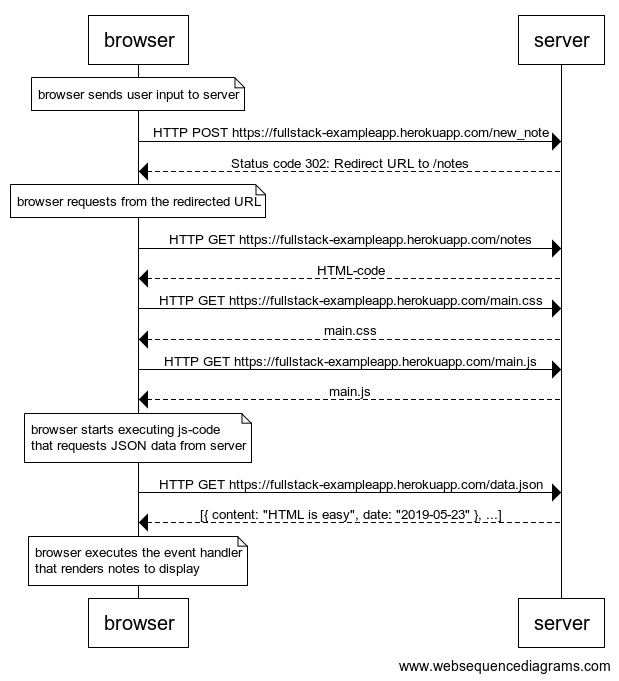 browser server
browser sends user input to server
HTTP POST https://fullstack-exampleapp.herokuapp.com/new_note
Status code 302: Redirect URL to /notes
browser requests from the redirected URL
HTTP GET https://fullstack-exampleapp.herokuapp.com/notes
HTML-code
HTTP GET https://fullstack-exampleapp.herokuapp.com/main.css
main.css
HTTP GET https://fullstack-exampleapp.herokuapp.com/main.js
main.js
browser starts executing js-code
that requests JSON data from server
HTTP GET https://fullstack-exampleapp.herokuapp.com/data.json
[{ content: "HTML is easy", date: "2019-05-23" }, ...]
browser executes the event handler
that renders notes to display
browser server
www.websequencediagrams.com